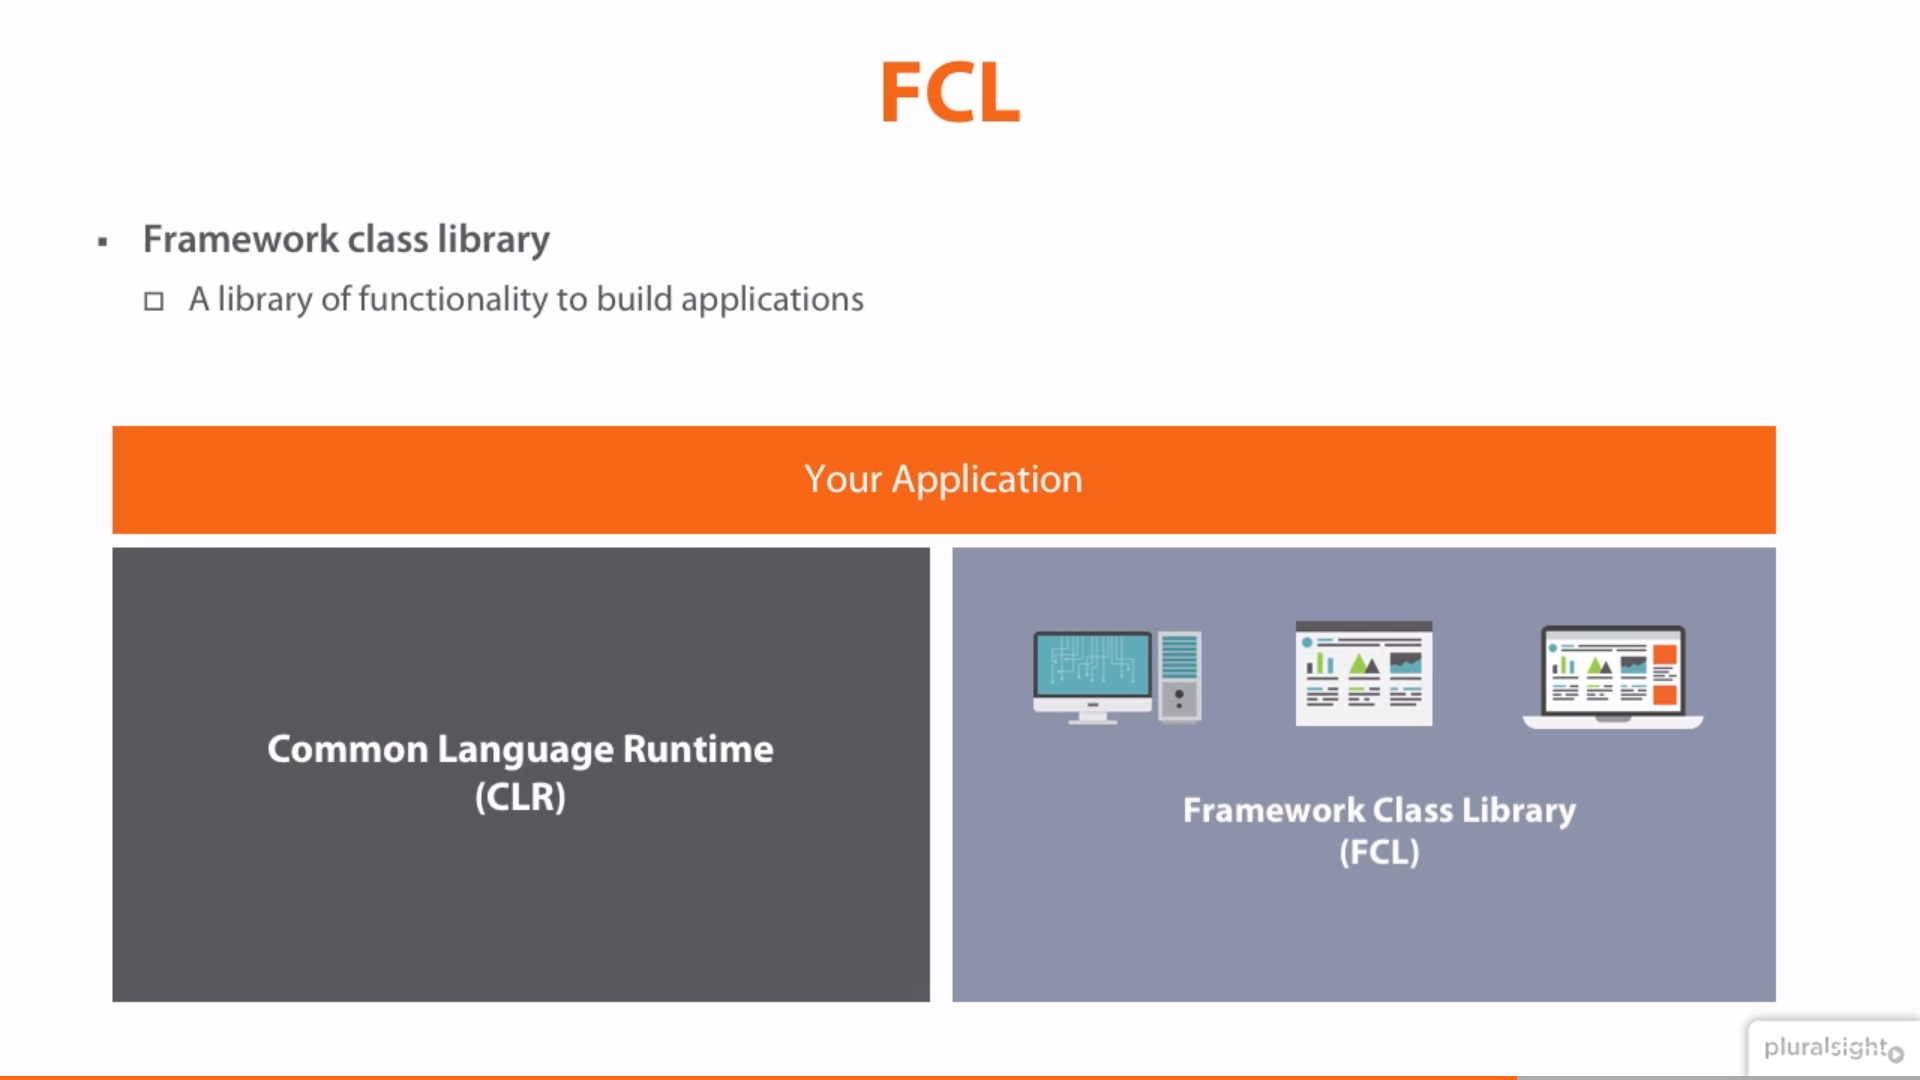 FCL
Framework class library
A library of functionality to build applications
Your Application
Common Language Runtime
(CLR)
Framework Class Library
(FCL)
pluralsight